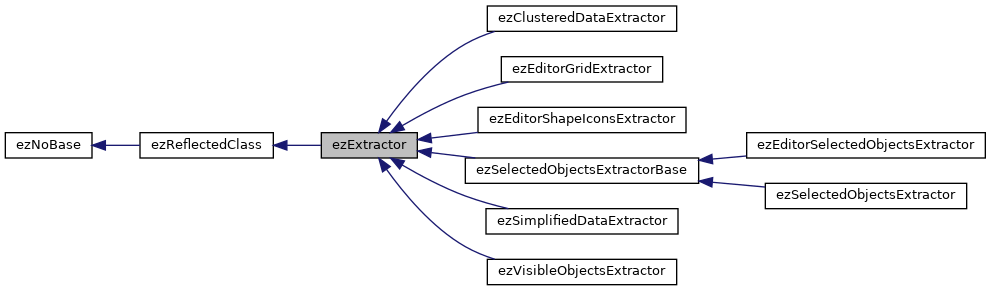 ezClusteredDataExtractor
ezEditorGridExtractor
ezEditorShapeIconsExtractor
ezNoBase
ezReflectedClass
ezExtractor
ezEditorSelectedObjectsExtractor
ezSelectedObjectsExtractorBase
ezSelectedObjectsExtractor
ezSimplifiedDataExtractor
ezVisibleObjectsExtractor